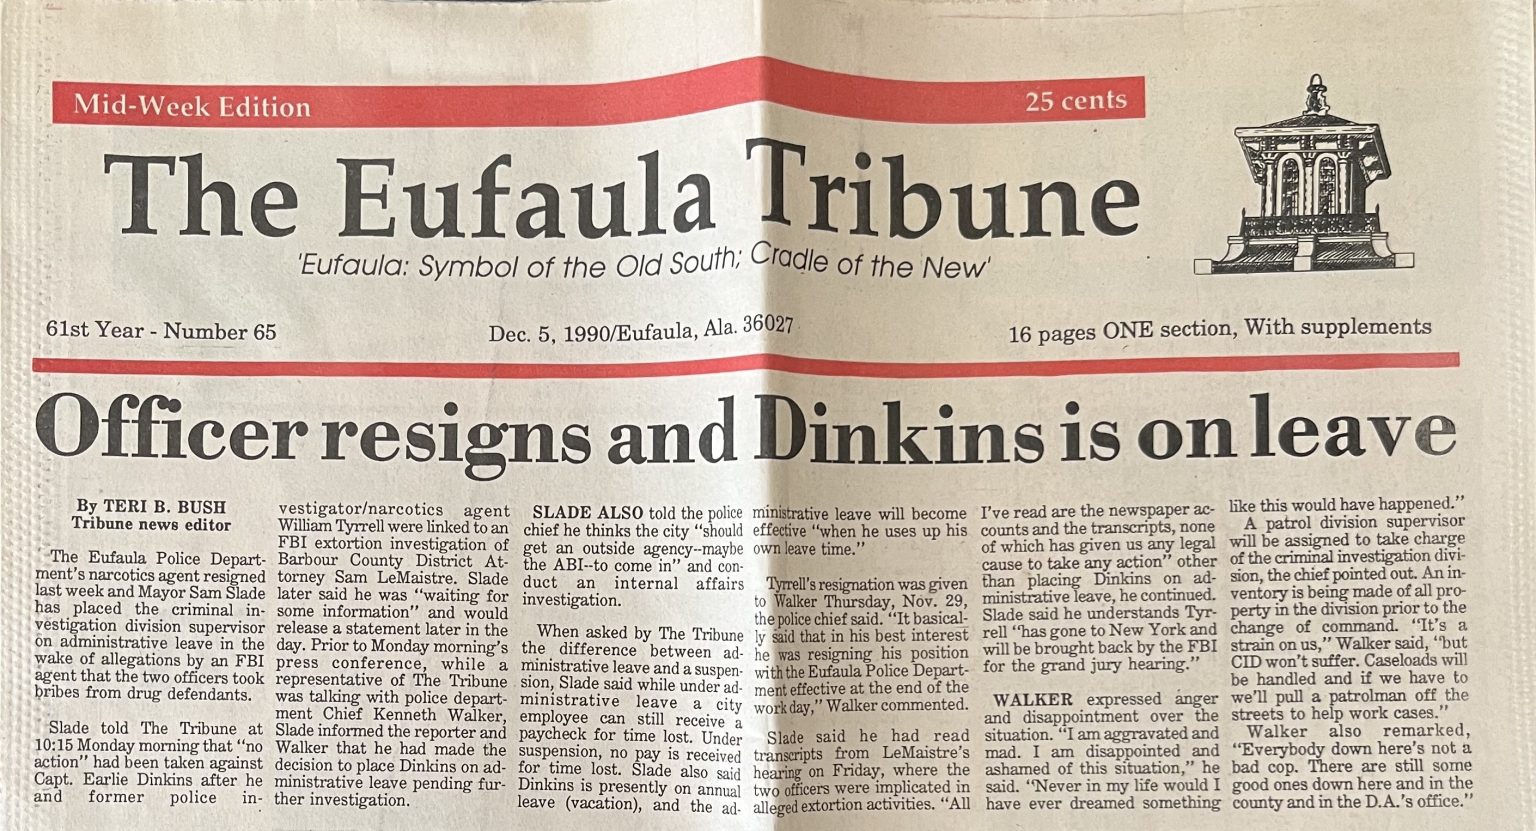 Mid-Week Edition
25 cents
The Eufaula Tribune
'Eufaula: Symbol of the Old South; Cradle of the New'
61st Year - Number 65
Dec. 5, 1990/Eufaula, Ala. 36027
16 pages ONE section, With supplements
Officer resigns and Dinkins is on leave
By TERI B. BUSH
Tribune news editor
The Eufaula Police Depart-
ment's narcotics agent resigned
last week and Mayor Sam Slade
has placed the criminal in-
vestigation division supervisor
on administrative leave in the
wake of allegations by an FBI
agent that the two officers took
bribes from drug defendants.
Slade told The Tribune at
10:15 Monday morning that "no
action" had been taken against
Capt. Earlie Dinkins after he
and former police in-
vestigator/narcotics agent
William Tyrrell were linked to an
FBI extortion investigation of
Barbour County District At-
torney Sam LeMaistre. Slade
later said he was "waiting for
some information" and would
release a statement later in the
day. Prior to Monday morning's
press conference, while a
representative of The Tribune
was talking with police depart-
ment Chief Kenneth Walker,
Slade informed the reporter and
Walker that he had made the
decision to place Dinkins on ad-
ministrative leave pending fur-
ther investigation.
SLADE ALSO told the police
chief he thinks the city "should
get an outside agency--maybe
the ABI--to come in" and con-
duct an internal affairs
investigation.
When asked by The Tribune
the difference between ad-
ministrative leave and a suspen-
sion, Slade said while under ad-
ministrative leave a city
employee can still receive a
paycheck for time lost. Under
suspension, no pay is received
for time lost. Slade also said
Dinkins is presently on annual
leave (vacation), and the ad-
ministrative leave will become
effective "when he uses up his
own leave time."
Tyrrell's resignation was given
to Walker Thursday, Nov. 29,
the police chief said. "It basical-
ly said that in his best interest
he was resigning his position
with the Eufaula Police Depart-
ment effective at the end of the
work day," Walker commented.
Slade said he had read
transcripts from LeMaistre's
hearing on Friday, where the
two officers were implicated in
alleged extortion activities. "All
I've read are the newspaper ac-
counts and the transcripts, none
of which has given us any legal
cause to take any action" other
than placing Dinkins on ad-
ministrative leave, he continued.
Slade said he understands Tyr-
rell "has gone to New York and
will be brought back by the FBI
for the grand jury hearing."
WALKER expressed anger
and disappointment over the
situation. "I am aggravated and
mad. I am disappointed and
ashamed of this situation," he
said. "Never in my life would I
have ever dreamed something
like this would have happened."
A patrol division supervisor
will be assigned to take charge
of the criminal investigation divi-
sion, the chief pointed out. An in-
ventory is being made of all pro-
perty in the division prior to the
change of command. "It's a
strain on us," Walker said, "but
CID won't suffer. Caseloads will
be handled and if we have to
we'll pull a patrolman off the
streets to help work cases."
Walker also remarked,
"Everybody down here's not a
bad cop. There are still some
good ones down here and in the
county and in the D.A.'s office."